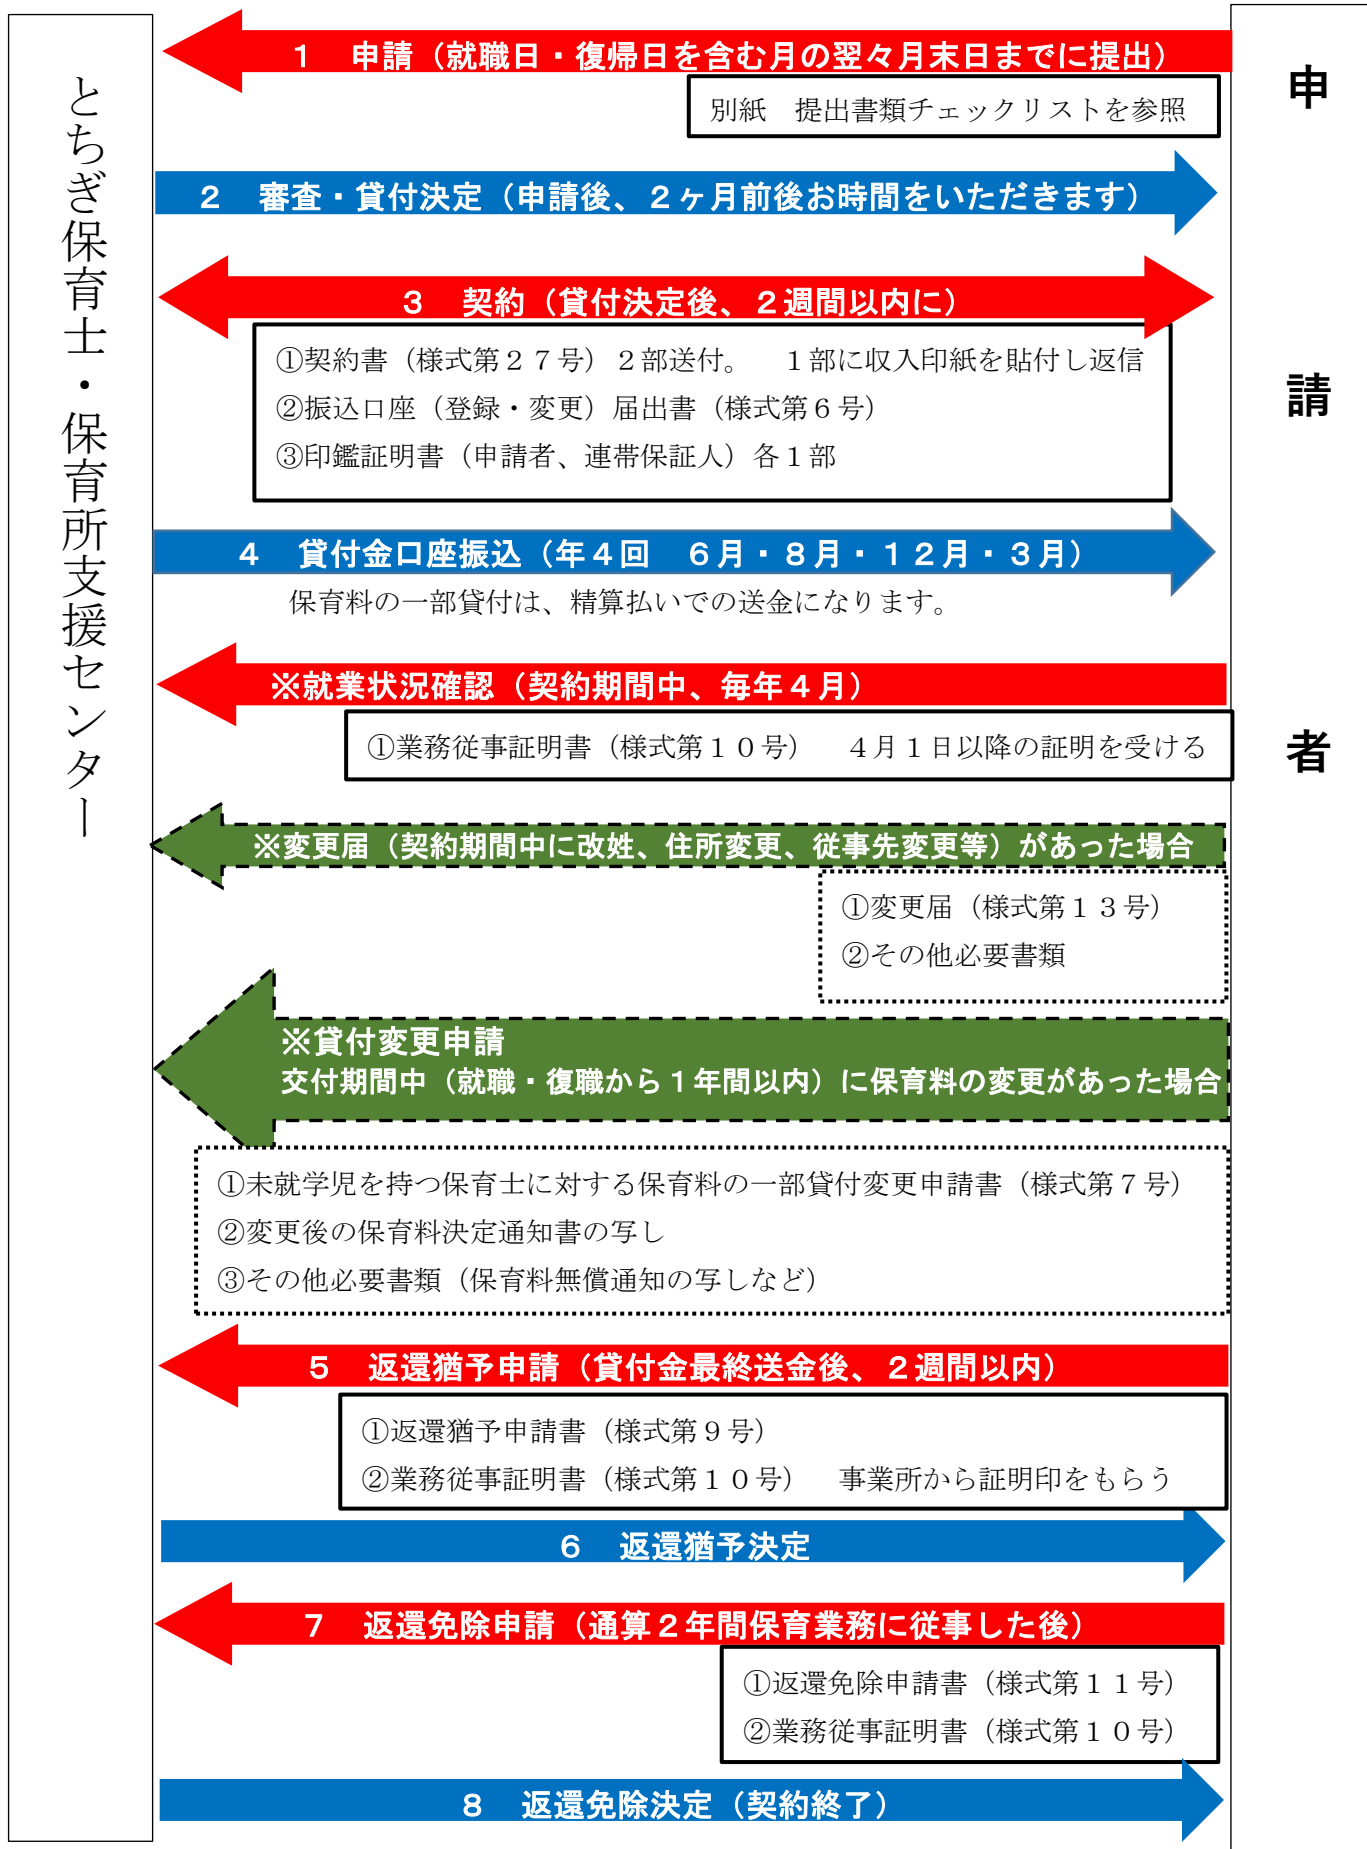 とちぎ保育士・保育所支援センター
申請者
１　申請（就職日・復帰日を含む月の翌々月末日までに提出）
別紙　提出書類チェックリストを参照
２　審査・貸付決定（申請後、２ヶ月前後お時間をいただきます）
３　契約（貸付決定後、２週間以内に）
①契約書（様式第２７号）２部送付。　１部に収入印紙を貼付し返信
②振込口座（登録・変更）届出書（様式第６号）
③印鑑証明書（申請者、連帯保証人）各１部
４　貸付金口座振込（年４回　６月・８月・１２月・３月）
保育料の一部貸付は、精算払いでの送金になります。
※就業状況確認（契約期間中、毎年４月）
①業務従事証明書（様式第１０号）　４月１日以降の証明を受ける
※変更届（契約期間中に改姓、住所変更、従事先変更等）があった場合
①変更届（様式第１３号）
②その他必要書類
※貸付変更申請
交付期間中（就職・復職から１年間以内）に保育料の変更があった場合
①未就学児を持つ保育士に対する保育料の一部貸付変更申請書（様式第７号）
②変更後の保育料決定通知書の写し
③その他必要書類（保育料無償通知の写しなど）
５　返還猶予申請（貸付金最終送金後、２週間以内）
①返還猶予申請書（様式第９号）
②業務従事証明書（様式第１０号）　事業所から証明印をもらう
６　返還猶予決定
７　返還免除申請（通算２年間保育業務に従事した後）
①返還免除申請書（様式第１１号）
②業務従事証明書（様式第１０号）
８　返還免除決定（契約終了）